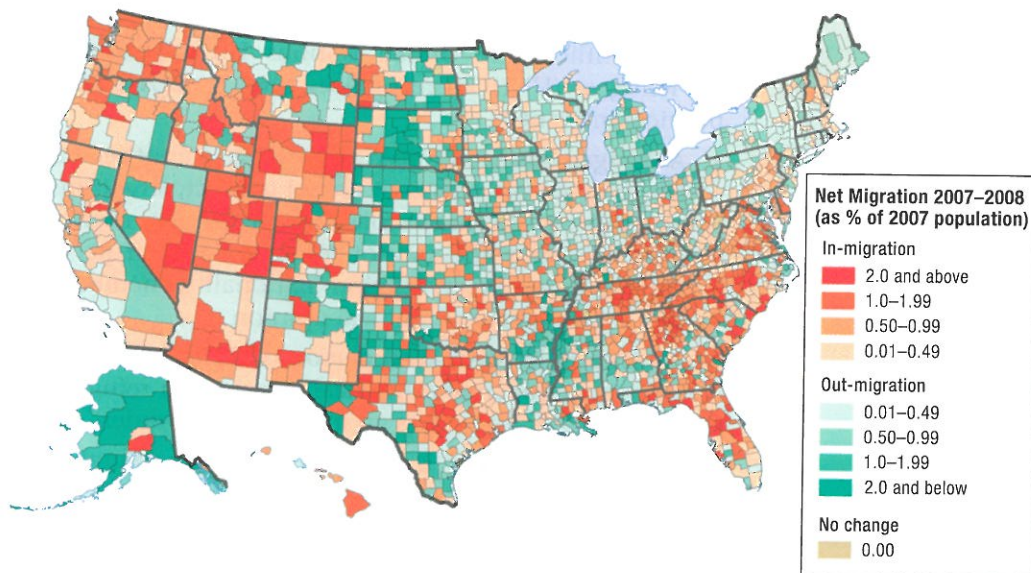 Net Migration 2007–2008
(as % of 2007 population)
In-migration
2.0 and above
1.0–1.99
0.50–0.99
0.01–0.49
Out-migration
0.01–0.49
0.50–0.99
1.0–1.99
2.0 and below
No change
0.00